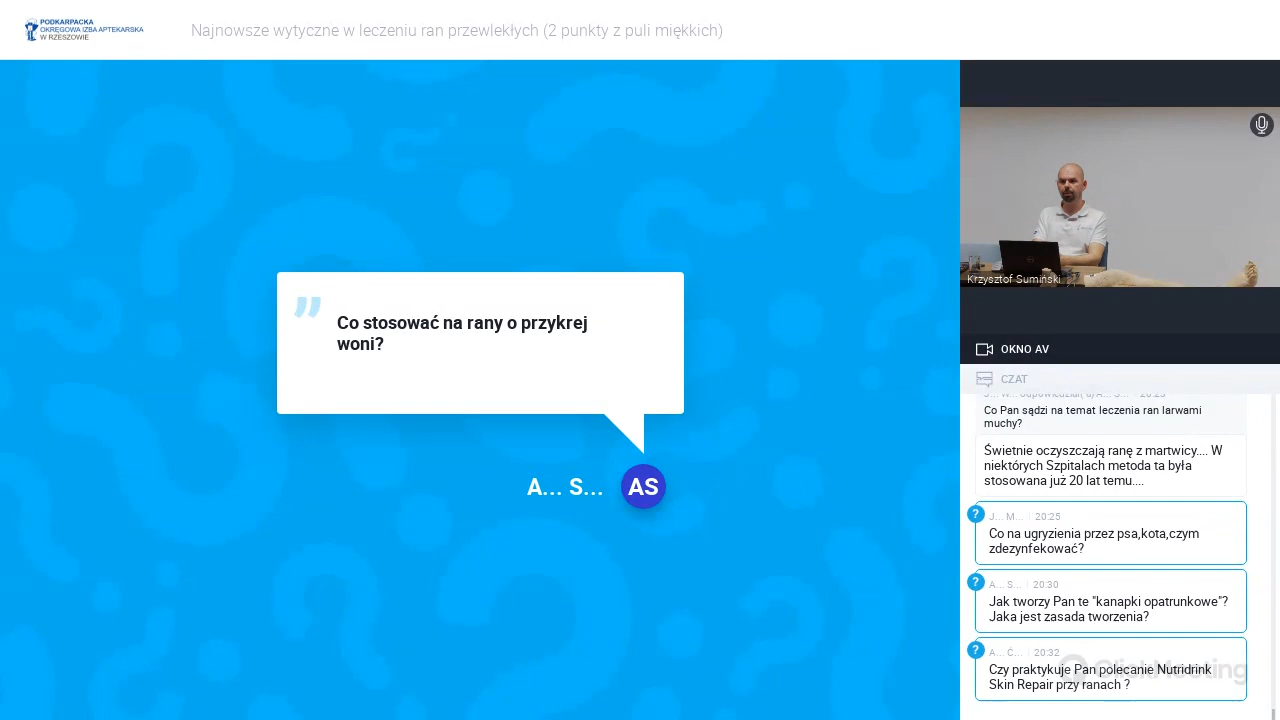 PODKARPACKA
OKRĘGOWA IZBA APTEKARSKA
W RZESZOWIE
Najnowsze wytyczne w leczeniu ran przewlekłych (2 punkty z puli miękkich)
Co stosować na rany o przykrej
woni?
A... S...
AS
Krzysztof Sumiński
OKNO AV
CZAT
J... W... odpowiedział(a) A... S... 20:23
Co Pan sądzi na temat leczenia ran larwami
muchy?
Świetnie oczyszczają ranę z martwicy.... W
niektórych Szpitalach metoda ta była
stosowana już 20 lat temu....
? J... M... 20:25
Co na ugryzienia przez psa,kota,czym
zdezynfekować?
? A... S... 20:30
Jak tworzy Pan te "kanapki opatrunkowe"?
Jaka jest zasada tworzenia?
? A... Ć... 20:32
Czy praktykuje Pan polecanie Nutridrink
Skin Repair przy ranach ?
ClickMeeting